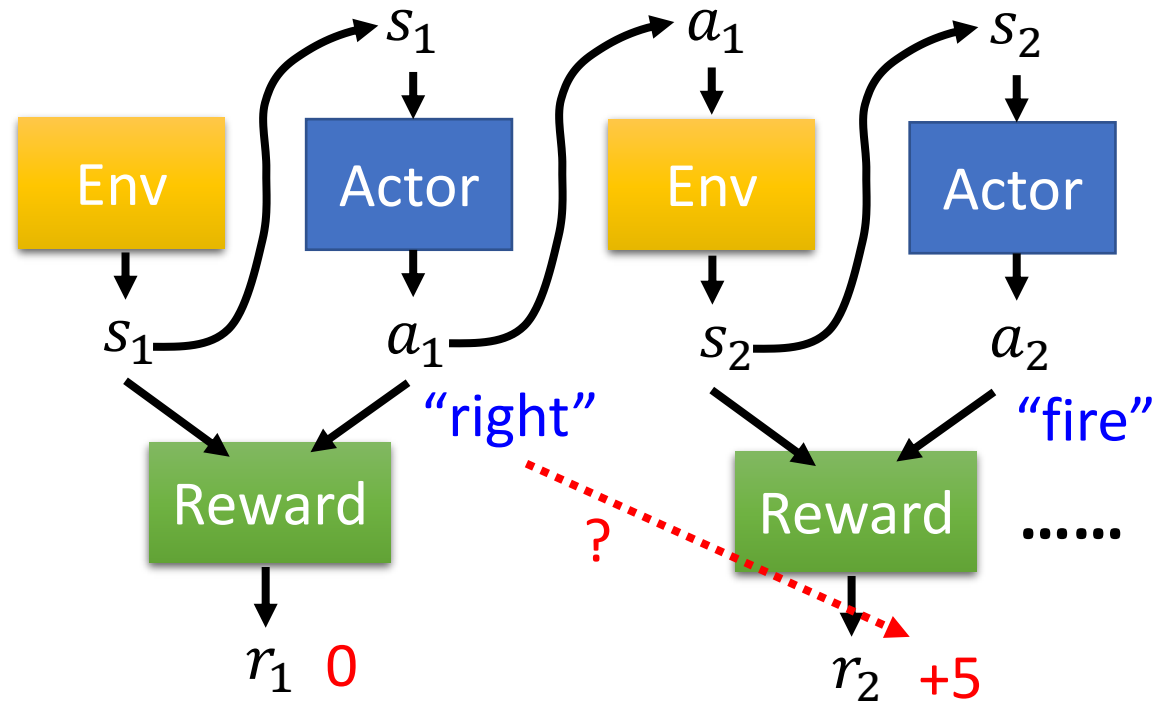 s₁ a₁ s₂
Env Actor Env Actor
s₁ a₁ s₂ a₂
“right” “fire”
Reward Reward ......
?
r₁ 0 r₂ +5